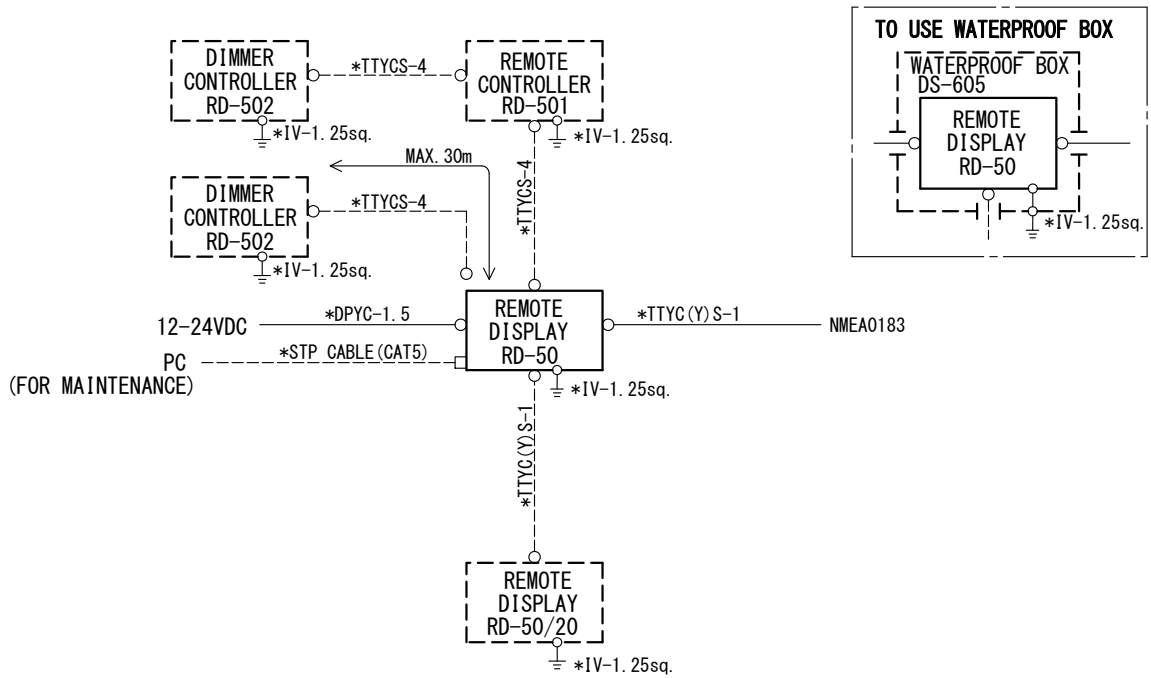 TO USE WATERPROOF BOX
WATERPROOF BOX
DS-605
REMOTE
DISPLAY
RD-50
*IV-1.25sq.
DIMMER
CONTROLLER
RD-502
*IV-1.25sq.
*TTYCS-4
REMOTE
CONTROLLER
RD-501
*IV-1.25sq.
MAX.30m
*TTYCS-4
DIMMER
CONTROLLER
RD-502
*IV-1.25sq.
*TTYCS-4
12-24VDC
*DPYC-1.5
REMOTE
DISPLAY
RD-50
*IV-1.25sq.
*TTYC(Y)S-1
NMEA0183
PC
(FOR MAINTENANCE)
*STP CABLE(CAT5)
*TTYC(Y)S-1
REMOTE
DISPLAY
RD-50/20
*IV-1.25sq.